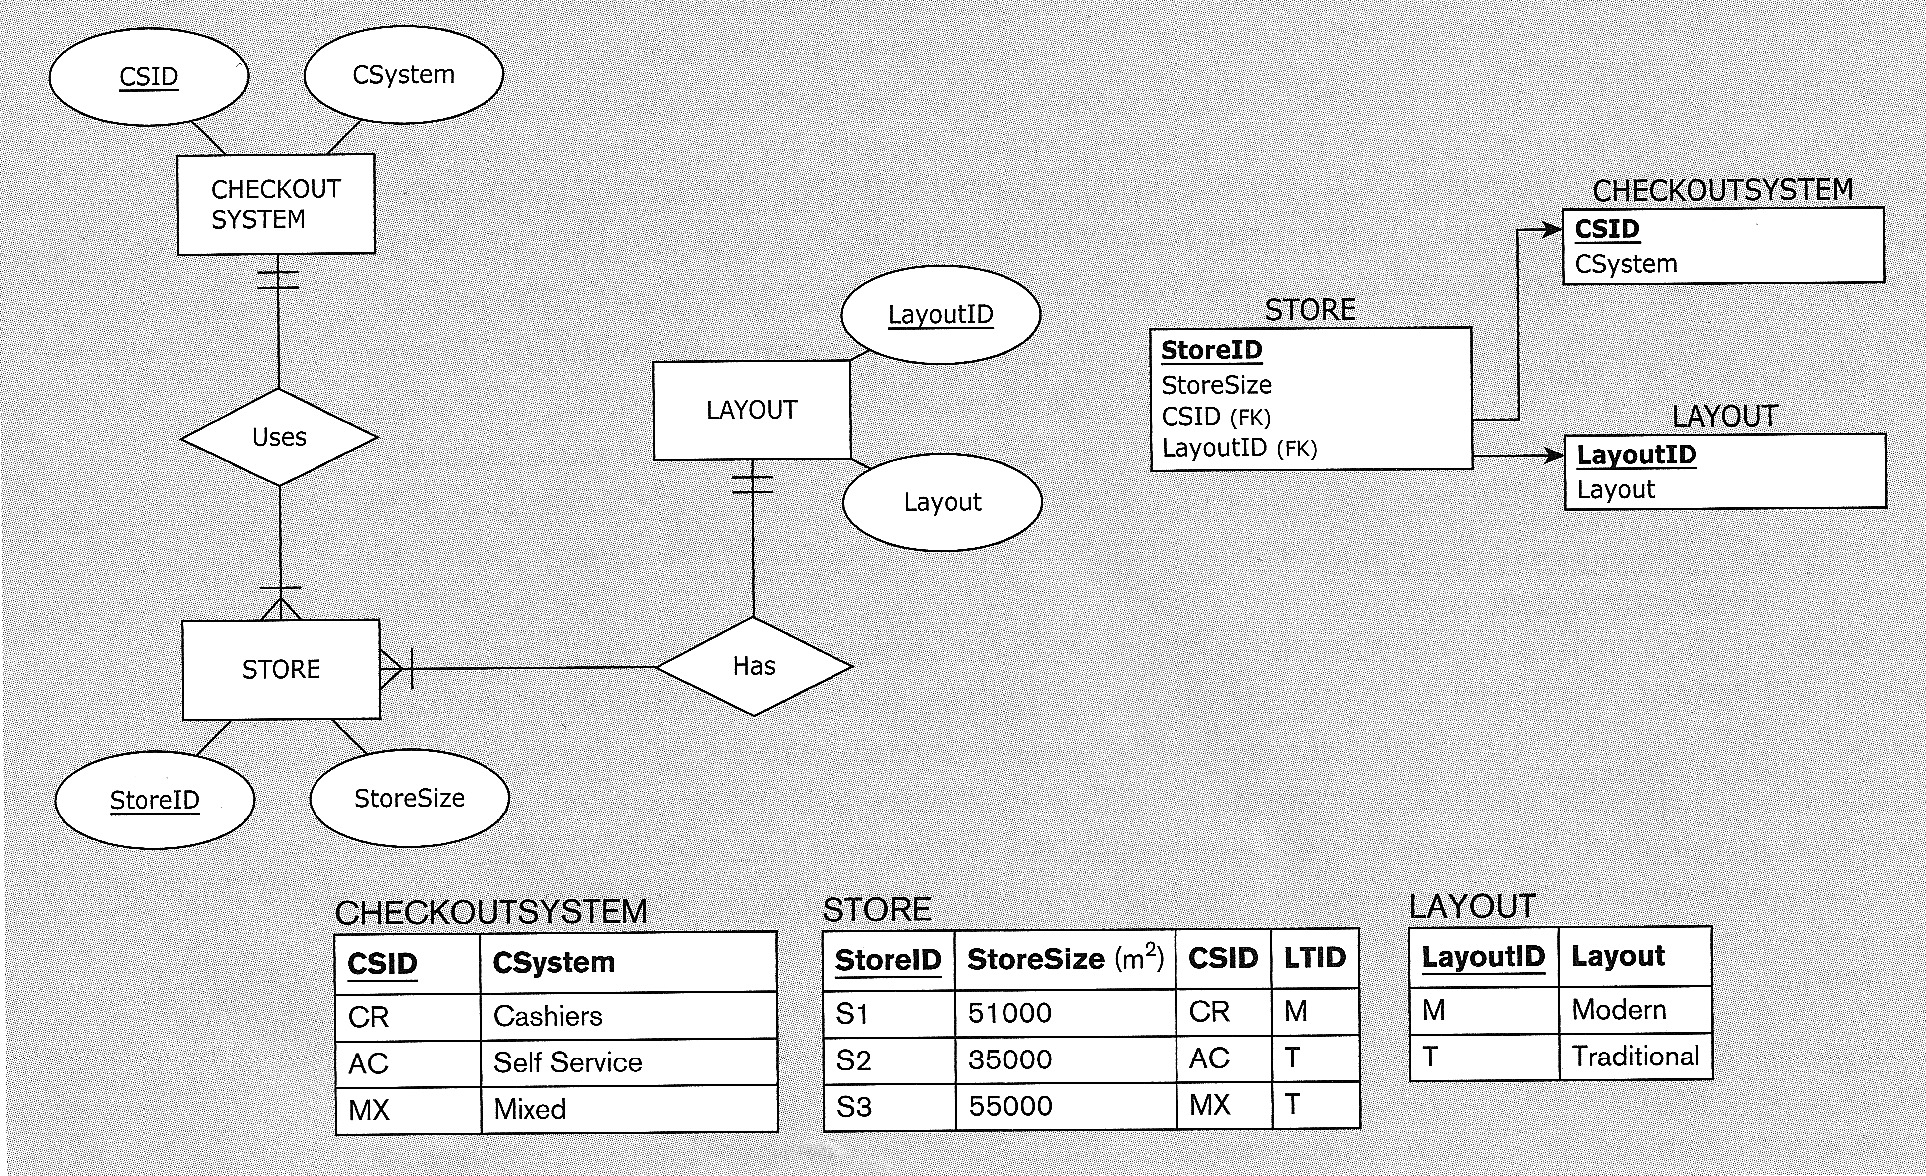 CSID
CSystem
CHECKOUT
SYSTEM
Uses
STORE
StoreID
StoreSize
LAYOUT
LayoutID
Layout
Has
CHECKOUTSYSTEM
CSID
CSystem
STORE
StoreID
StoreSize
CSID (FK)
LayoutID (FK)
LAYOUT
LayoutID
Layout
CHECKOUTSYSTEM
CSID CSystem
CR Cashiers
AC Self Service
MX Mixed
STORE
StoreID StoreSize (m²) CSID LTID
S1 51000 CR M
S2 35000 AC T
S3 55000 MX T
LAYOUT
LayoutID Layout
M Modern
T Traditional